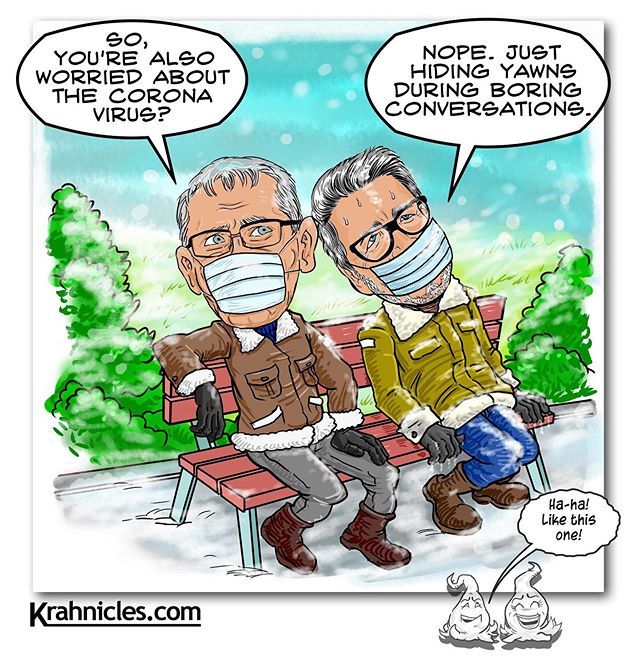 SO,
YOU'RE ALSO
WORRIED ABOUT
THE CORONA
VIRUS?
NOPE. JUST
HIDING YAWNS
DURING BORING
CONVERSATIONS.
Ha-ha!
Like this
one!
Krahnicles.com